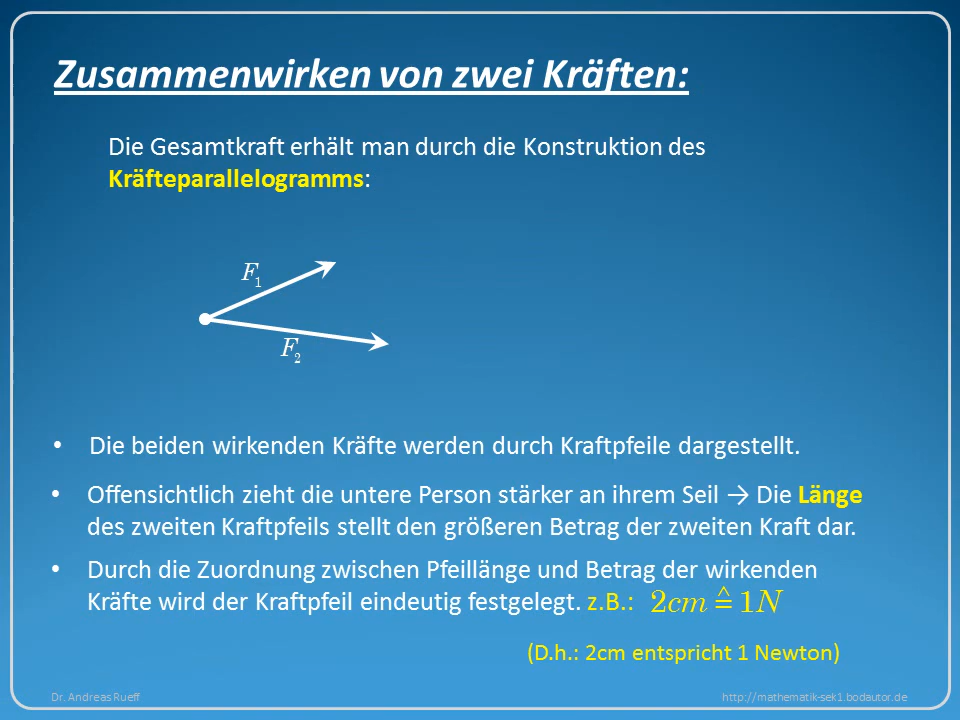 Zusammenwirken von zwei Kräften:
Die Gesamtkraft erhält man durch die Konstruktion des
Kräfteparallelogramms:
F₁
F₂
• Die beiden wirkenden Kräfte werden durch Kraftpfeile dargestellt.
• Offensichtlich zieht die untere Person stärker an ihrem Seil → Die Länge
des zweiten Kraftpfeils stellt den größeren Betrag der zweiten Kraft dar.
• Durch die Zuordnung zwischen Pfeillänge und Betrag der wirkenden
Kräfte wird der Kraftpfeil eindeutig festgelegt. z.B.: 2cm ≙ 1N
(D.h.: 2cm entspricht 1 Newton)
Dr. Andreas Rueff
http://mathematik-sek1.bodautor.de